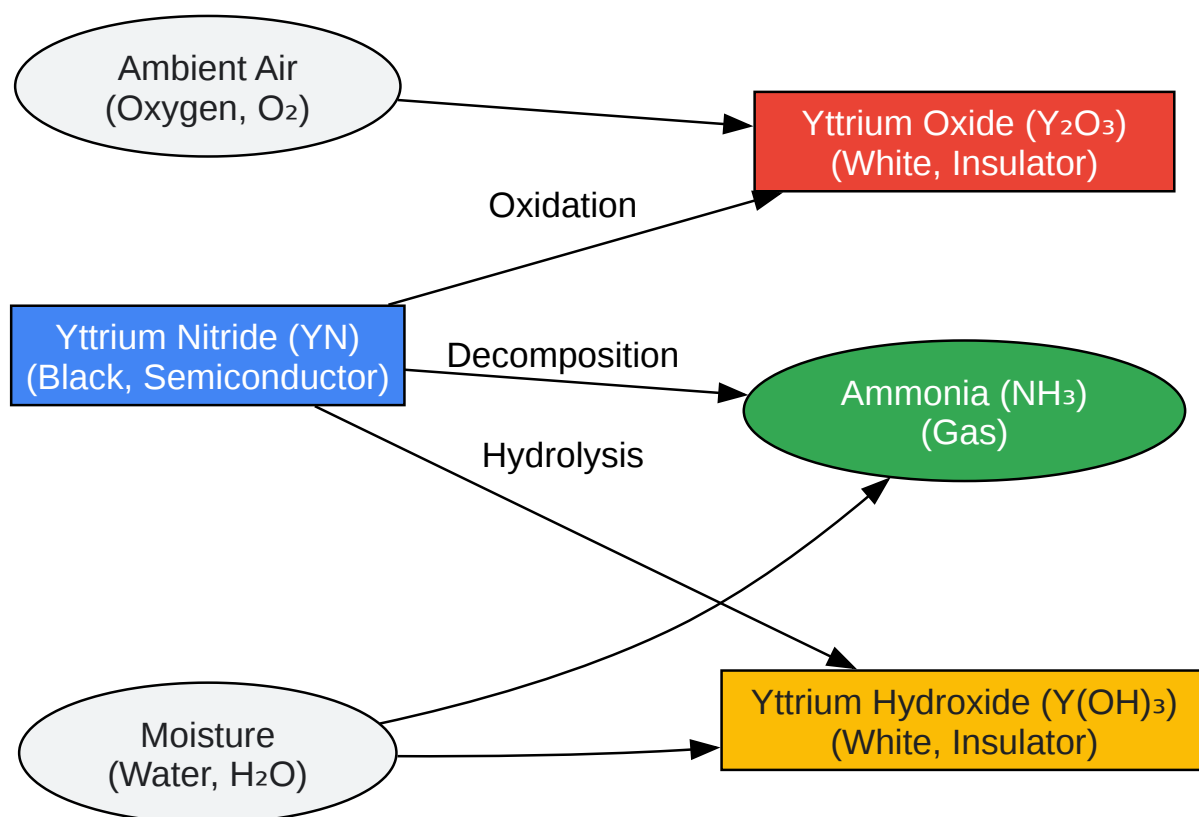 Ambient Air
(Oxygen, O₂)
Yttrium Oxide (Y₂O₃)
(White, Insulator)
Oxidation
Yttrium Nitride (YN)
(Black, Semiconductor)
Decomposition
Ammonia (NH₃)
(Gas)
Hydrolysis
Yttrium Hydroxide (Y(OH)₃)
(White, Insulator)
Moisture
(Water, H₂O)